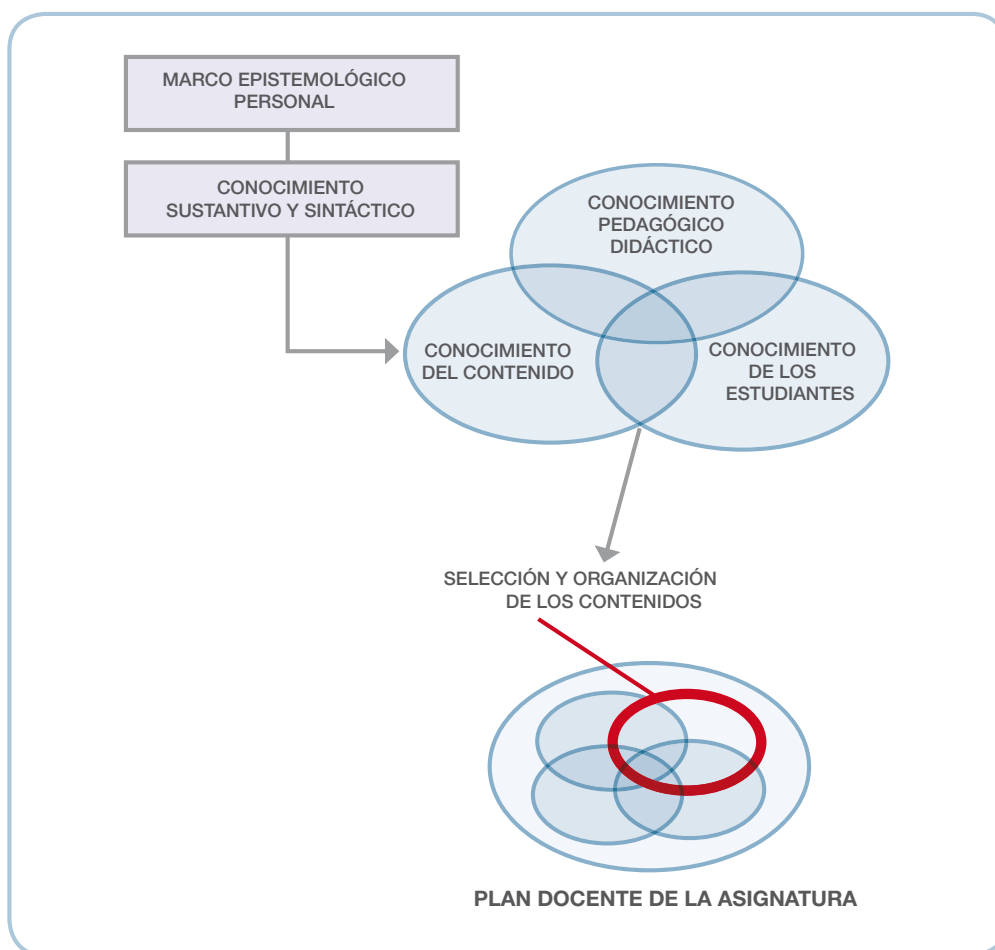 MARCO EPISTEMOLÓGICO
PERSONAL
CONOCIMIENTO
SUSTANTIVO Y SINTÁCTICO
CONOCIMIENTO
PEDAGÓGICO
DIDÁCTICO
CONOCIMIENTO
DEL CONTENIDO
CONOCIMIENTO
DE LOS
ESTUDIANTES
SELECCIÓN Y ORGANIZACIÓN
DE LOS CONTENIDOS
PLAN DOCENTE DE LA ASIGNATURA